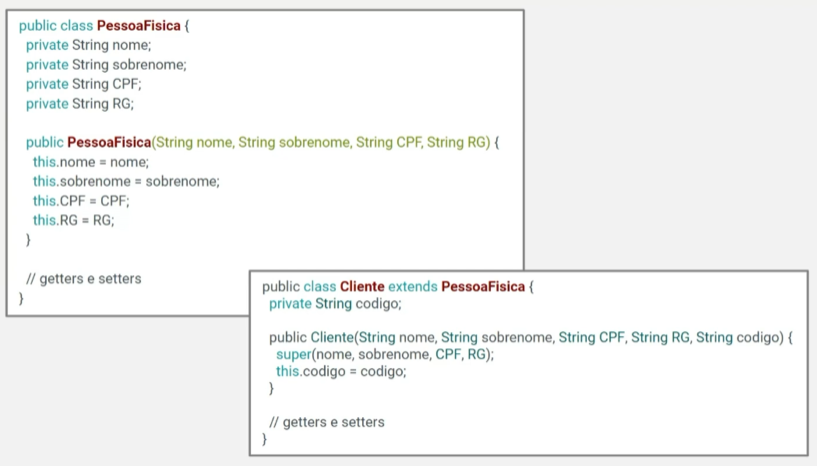 public class PessoaFisica {
private String nome;
private String sobrenome;
private String CPF;
private String RG;
public PessoaFisica(String nome, String sobrenome, String CPF, String RG) {
this.nome = nome;
this.sobrenome = sobrenome;
this.CPF = CPF;
this.RG = RG;
}
// getters e setters
}
public class Cliente extends PessoaFisica {
private String codigo;
public Cliente(String nome, String sobrenome, String CPF, String RG, String codigo) {
super(nome, sobrenome, CPF, RG);
this.codigo = codigo;
}
// getters e setters
}